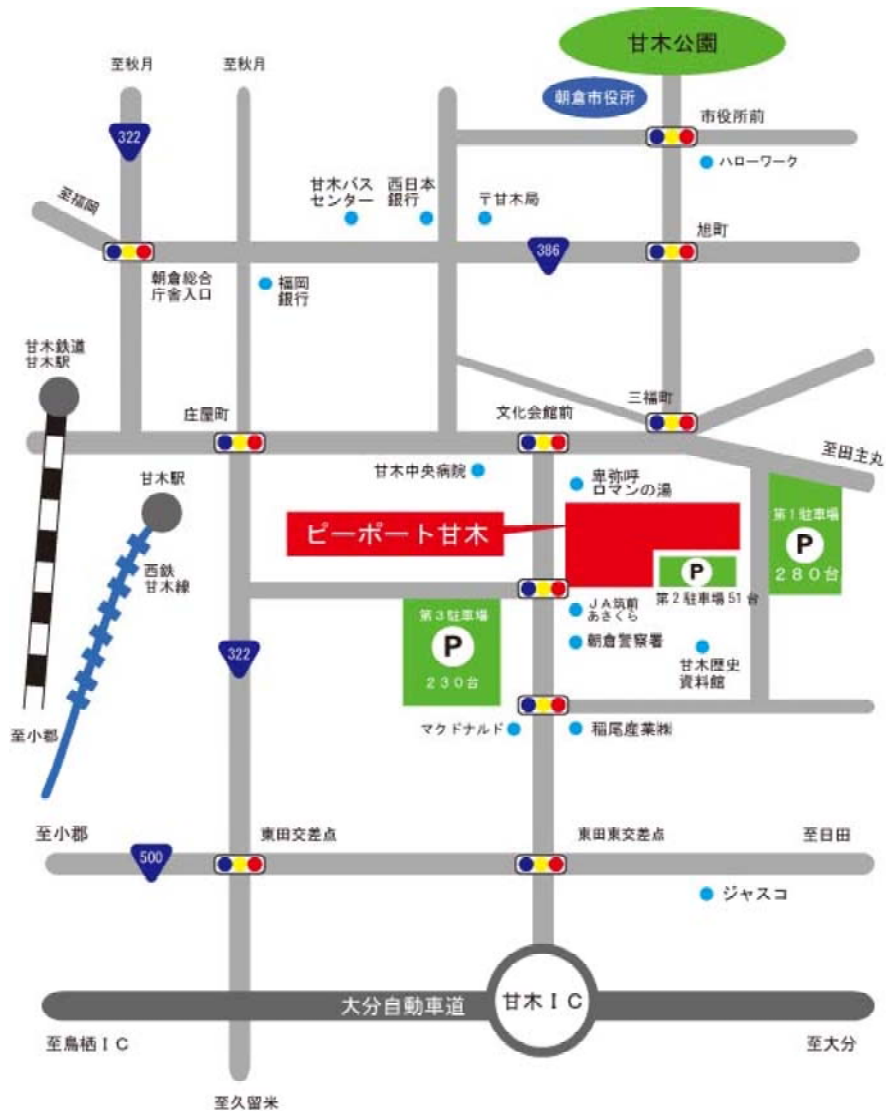 甘木公園
至秋月
至秋月
朝倉市役所
市役所前
322
ハローワーク
甘木バス
センター
西日本
銀行
〒甘木局
至福岡
旭町
386
朝倉総合
庁舎入口
福岡
銀行
甘木鉄道
甘木駅
庄屋町
文化会館前
三福町
至田主丸
甘木中央病院
卑弥呼
ロマンの湯
甘木駅
ピーポート甘木
第1駐車場
P
280台
西鉄
甘木線
P
第2駐車場51台
第3駐車場
P
230台
JA筑前
あさくら
朝倉警察署
322
甘木歴史
資料館
至小郡
マクドナルド
稲尾産業㈱
至小郡
東田交差点
東田東交差点
至日田
500
ジャスコ
大分自動車道
甘木IC
至鳥栖IC
至大分
至久留米